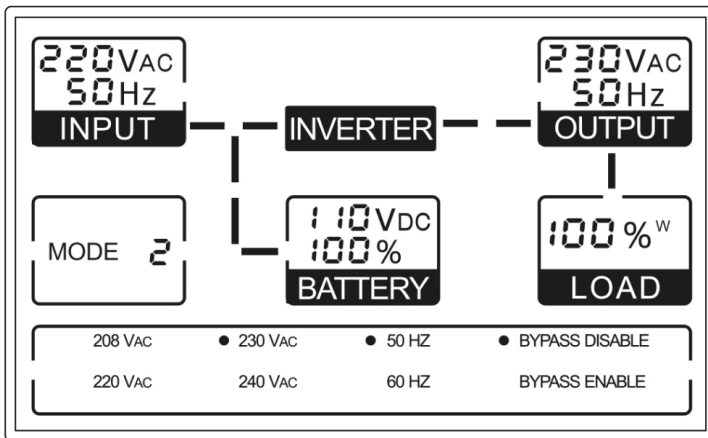 220VAC
50Hz
INPUT
INVERTER
230VAC
50Hz
OUTPUT
MODE 2
110VDC
100%
BATTERY
100%W
LOAD
208 VAC ● 230 VAC ● 50 HZ ● BYPASS DISABLE
220 VAC 240 VAC 60 HZ BYPASS ENABLE